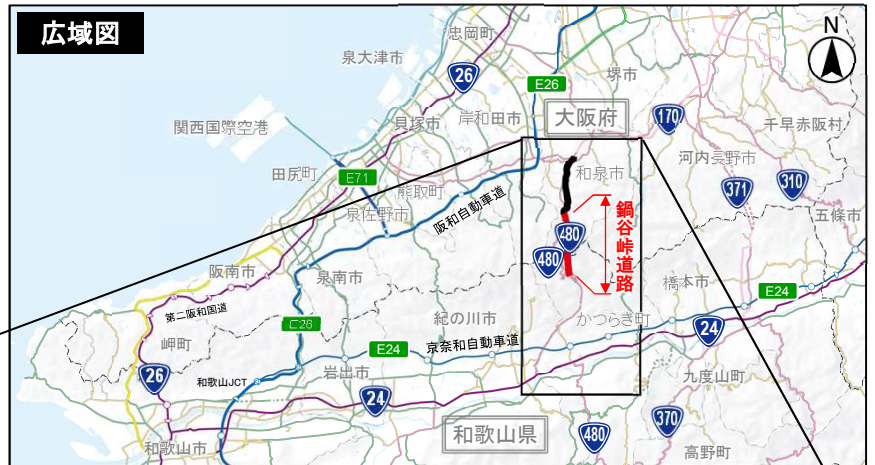 広域図
忠岡町
N
泉大津市
26
堺市
E26
大阪府
岸和田市
貝塚市
170
関西国際空港
千早赤阪村
河内長野市
和泉市
田尻町
E71
熊取町
371
310
泉佐野市
阪和自動車道
五條市
鍋谷峠道路
480
480
阪南市
泉南市
橋本市
E24
第二阪和国道
紀の川市
かつらぎ町
E26
24
岬町
E24
京奈和自動車道
26
和歌山JCT
岩出市
九度山町
24
和歌山県
370
480
和歌山市
高野町